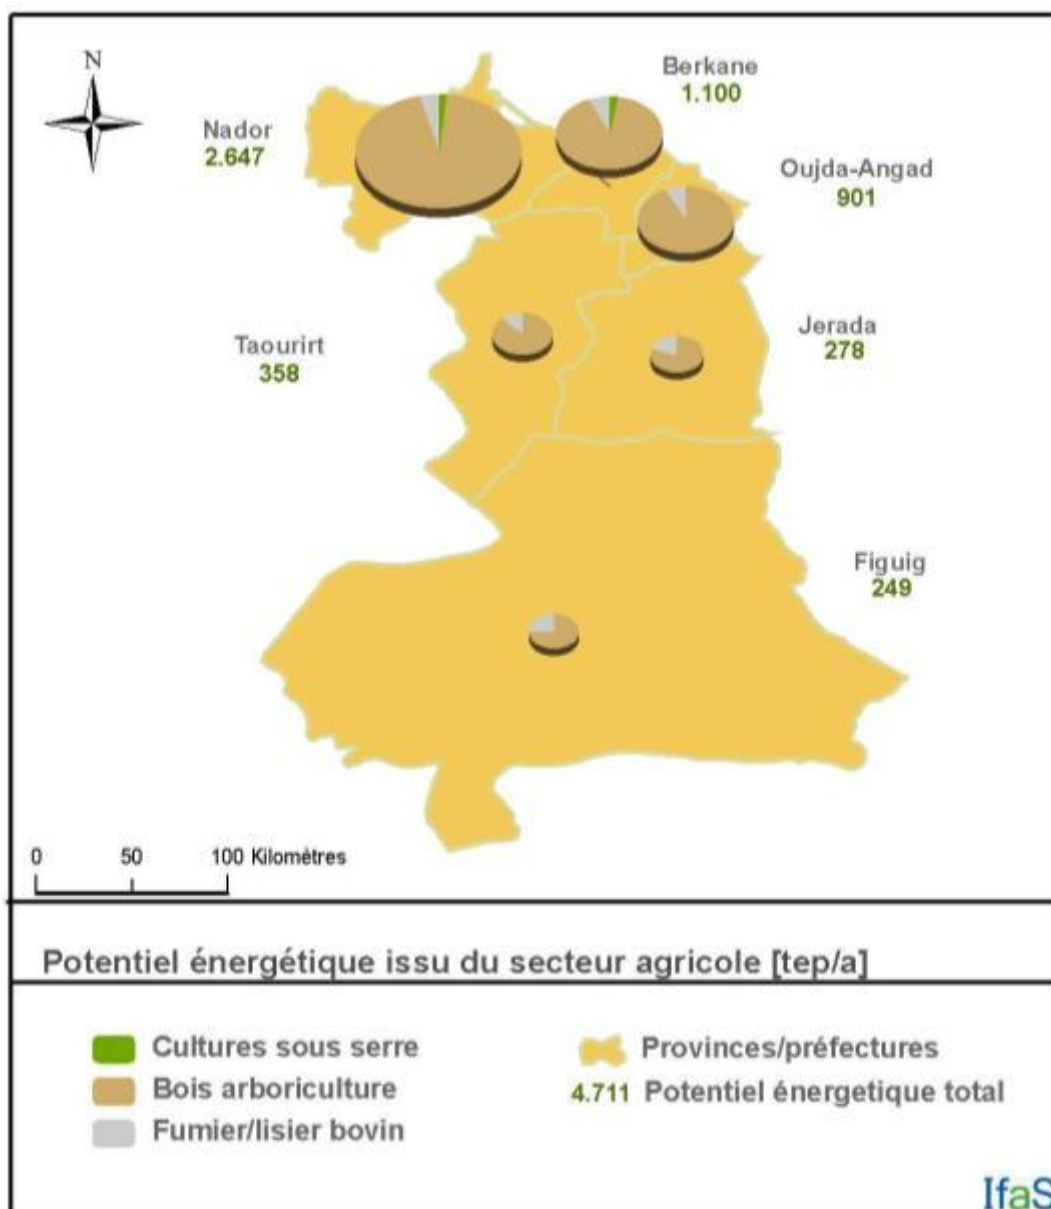 N
Berkane
1.100
Nador
2.647
Oujda-Angad
901
Taourirt
358
Jerada
278
Figuig
249
0 50 100 Kilomètres
Potentiel énergétique issu du secteur agricole [tep/a]
Cultures sous serre
Bois arboriculture
Fumier/lisier bovin
Provinces/préfectures
4.711 Potentiel énergetique total
IfaS